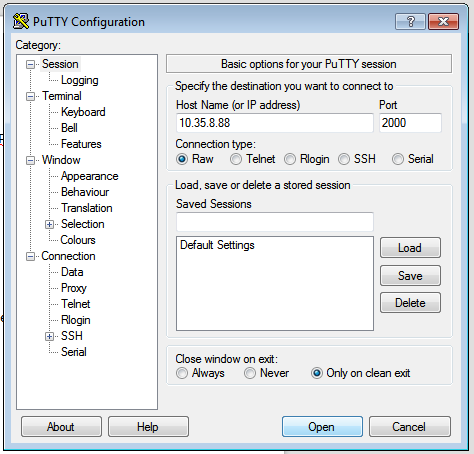 PuTTY Configuration
?
Category:
Session
Logging
Terminal
Keyboard
Bell
Features
Window
Appearance
Behaviour
Translation
Selection
Colours
Connection
Data
Proxy
Telnet
Rlogin
SSH
Serial
Basic options for your PuTTY session
Specify the destination you want to connect to
Host Name (or IP address) Port
10.35.8.88 2000
Connection type:
Raw Telnet Rlogin SSH Serial
Load, save or delete a stored session
Saved Sessions
Default Settings
Load
Save
Delete
Close window on exit:
Always Never Only on clean exit
About Help Open Cancel